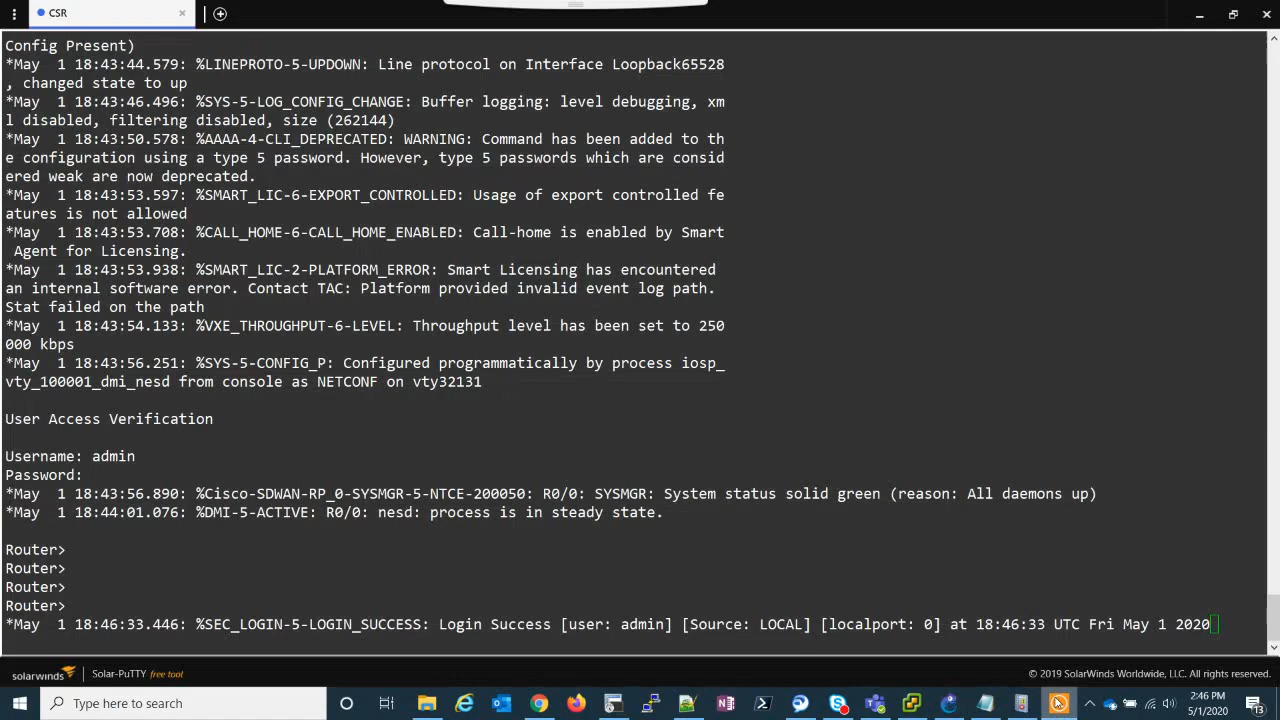 CSR
Config Present)
*May  1 18:43:44.579: %LINEPROTO-5-UPDOWN: Line protocol on Interface Loopback65528
, changed state to up
*May  1 18:43:46.496: %SYS-5-LOG_CONFIG_CHANGE: Buffer logging: level debugging, xm
l disabled, filtering disabled, size (262144)
*May  1 18:43:50.578: %AAAA-4-CLI_DEPRECATED: WARNING: Command has been added to th
e configuration using a type 5 password. However, type 5 passwords which are consid
ered weak are now deprecated.
*May  1 18:43:53.597: %SMART_LIC-6-EXPORT_CONTROLLED: Usage of export controlled fe
atures is not allowed
*May  1 18:43:53.708: %CALL_HOME-6-CALL_HOME_ENABLED: Call-home is enabled by Smart
 Agent for Licensing.
*May  1 18:43:53.938: %SMART_LIC-2-PLATFORM_ERROR: Smart Licensing has encountered
an internal software error. Contact TAC: Platform provided invalid event log path.
Stat failed on the path
*May  1 18:43:54.133: %VXE_THROUGHPUT-6-LEVEL: Throughput level has been set to 250
000 kbps
*May  1 18:43:56.251: %SYS-5-CONFIG_P: Configured programmatically by process iosp_
vty_100001_dmi_nesd from console as NETCONF on vty32131
User Access Verification
Username: admin
Password:
*May  1 18:43:56.890: %Cisco-SDWAN-RP_0-SYSMGR-5-NTCE-200050: R0/0: SYSMGR: System status solid green (reason: All daemons up)
*May  1 18:44:01.076: %DMI-5-ACTIVE: R0/0: nesd: process is in steady state.
Router>
Router>
Router>
Router>
*May  1 18:46:33.446: %SEC_LOGIN-5-LOGIN_SUCCESS: Login Success [user: admin] [Source: LOCAL] [localport: 0] at 18:46:33 UTC Fri May 1 2020
solarwinds Solar-PuTTY free tool © 2019 SolarWinds Worldwide, LLC. All rights reserved.
Type here to search
2:46 PM
5/1/2020
13